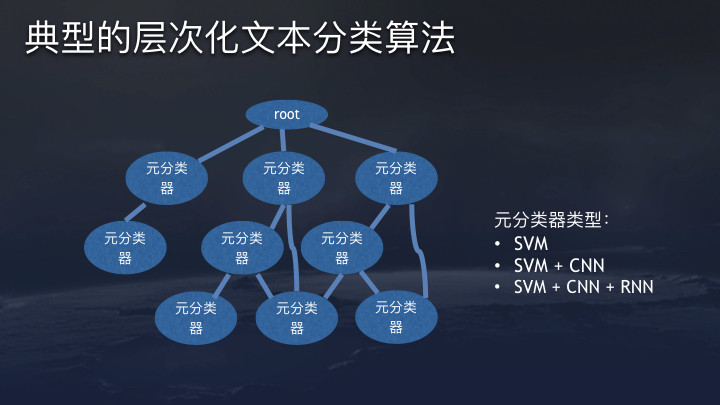 典型的层次化文本分类算法
root
元分类
器
元分类
器
元分类
器
元分类
器
元分类
器
元分类
器
元分类
器
元分类
器
元分类
器
元分类器类型：
• SVM
• SVM + CNN
• SVM + CNN + RNN